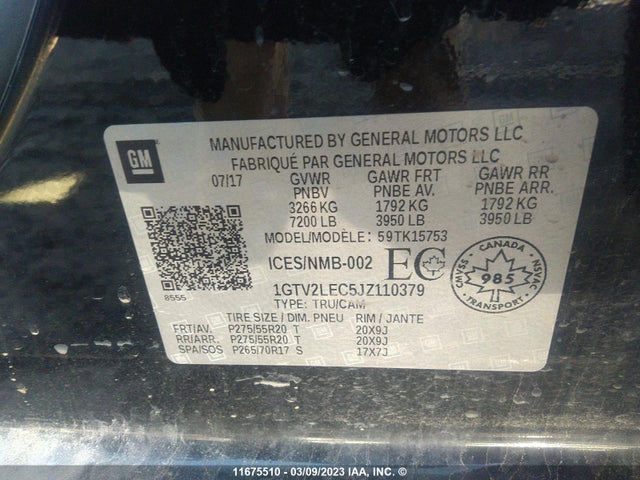 GM
MANUFACTURED BY GENERAL MOTORS LLC
FABRIQUÉ PAR GENERAL MOTORS LLC
07/17 GVWR GAWR FRT GAWR RR
PNBV PNBE AV. PNBE ARR.
3266 KG 1792 KG 1792 KG
7200 LB 3950 LB 3950 LB
MODEL/MODÈLE: 59TK15753
ICES/NMB-002 EC
CANADA
CMVSS 985 NSVAC
8555
1GTV2LEC5JZ110379
TYPE: TRU/CAM
TIRE SIZE / DIM. PNEU RIM / JANTE
FRT/AV. P275/55R20 T 20X9J
RR/ARR. P275/55R20 T 20X9J
SPA/SOS P265/70R17 S 17X7J
11675510 - 03/09/2023 IAA, INC. ©